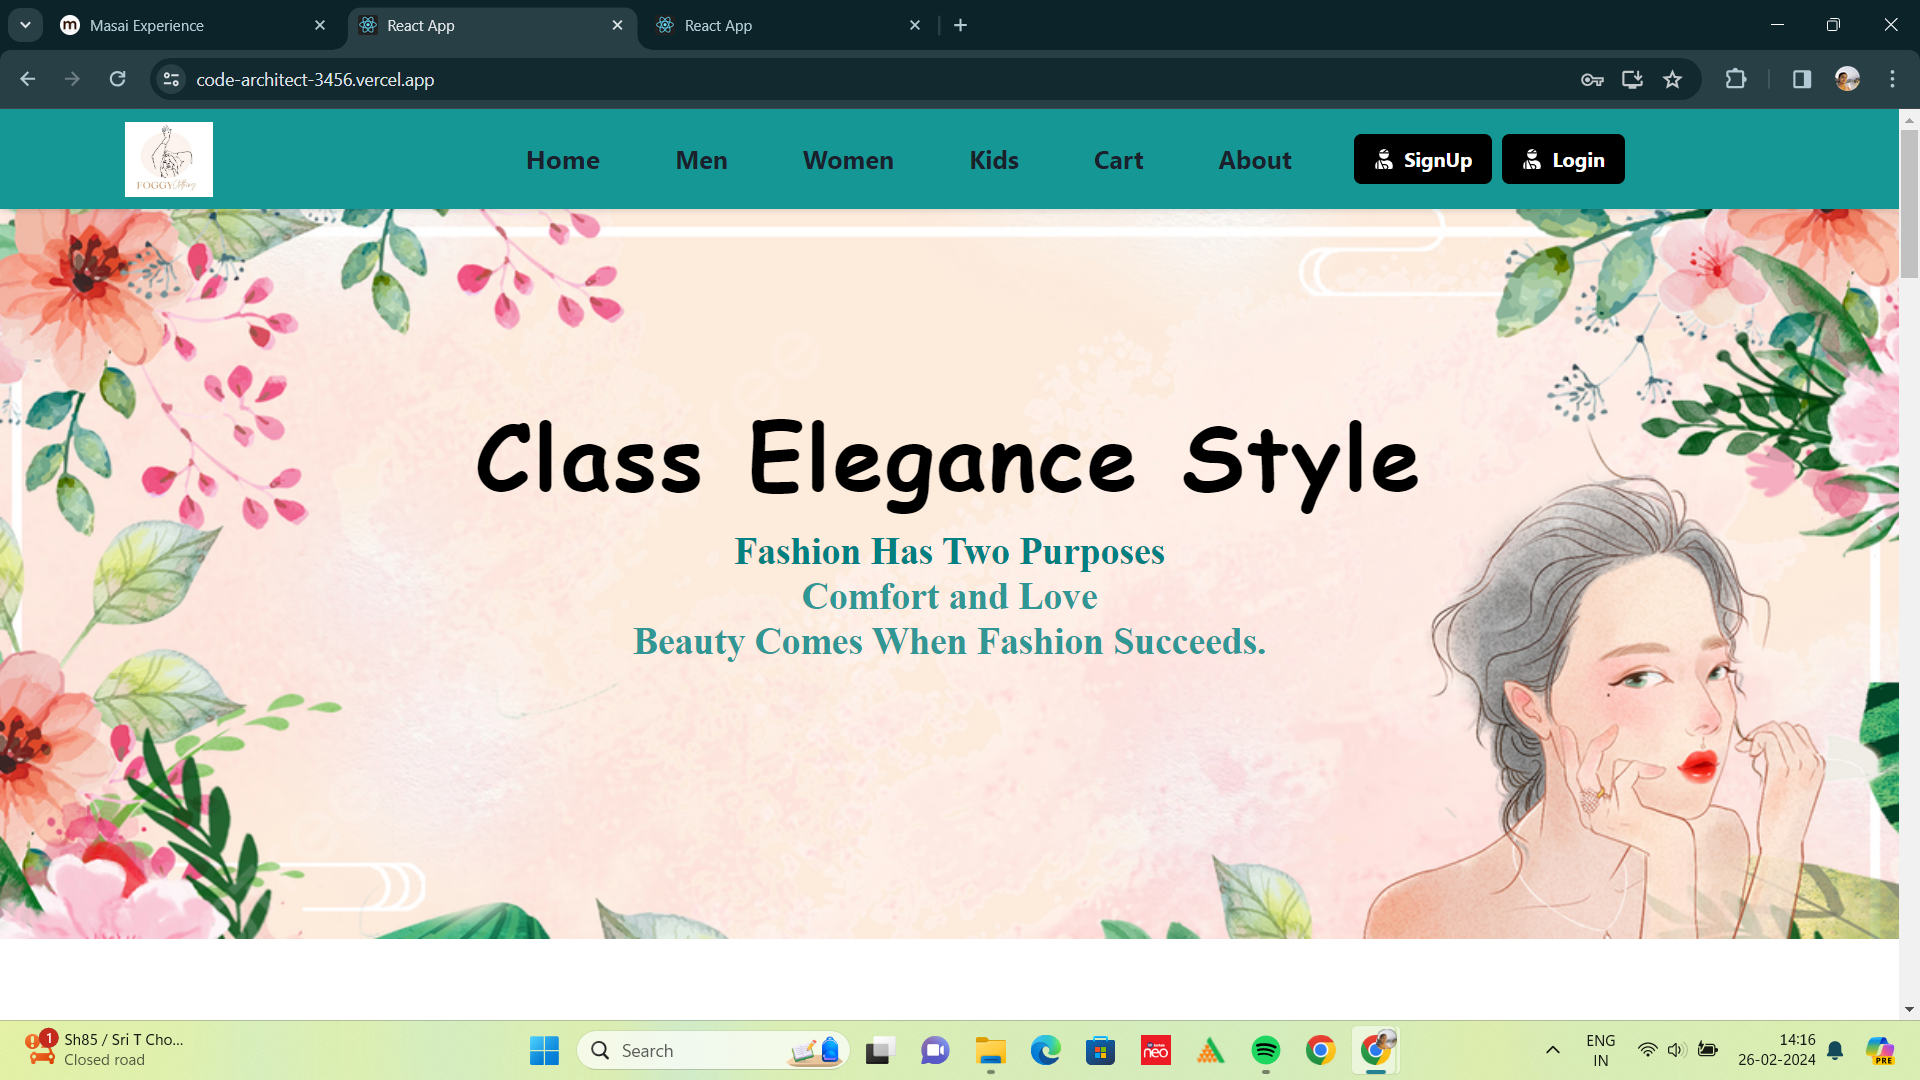 Masai Experience
React App
React App
code-architect-3456.vercel.app
FOGGY Clothing
Home
Men
Women
Kids
Cart
About
SignUp
Login
Class Elegance Style
Fashion Has Two Purposes
Comfort and Love
Beauty Comes When Fashion Succeeds.
1
Sh85 / Sri T Cho...
Closed road
Search
neo
ENG
IN
14:16
26-02-2024
PRE